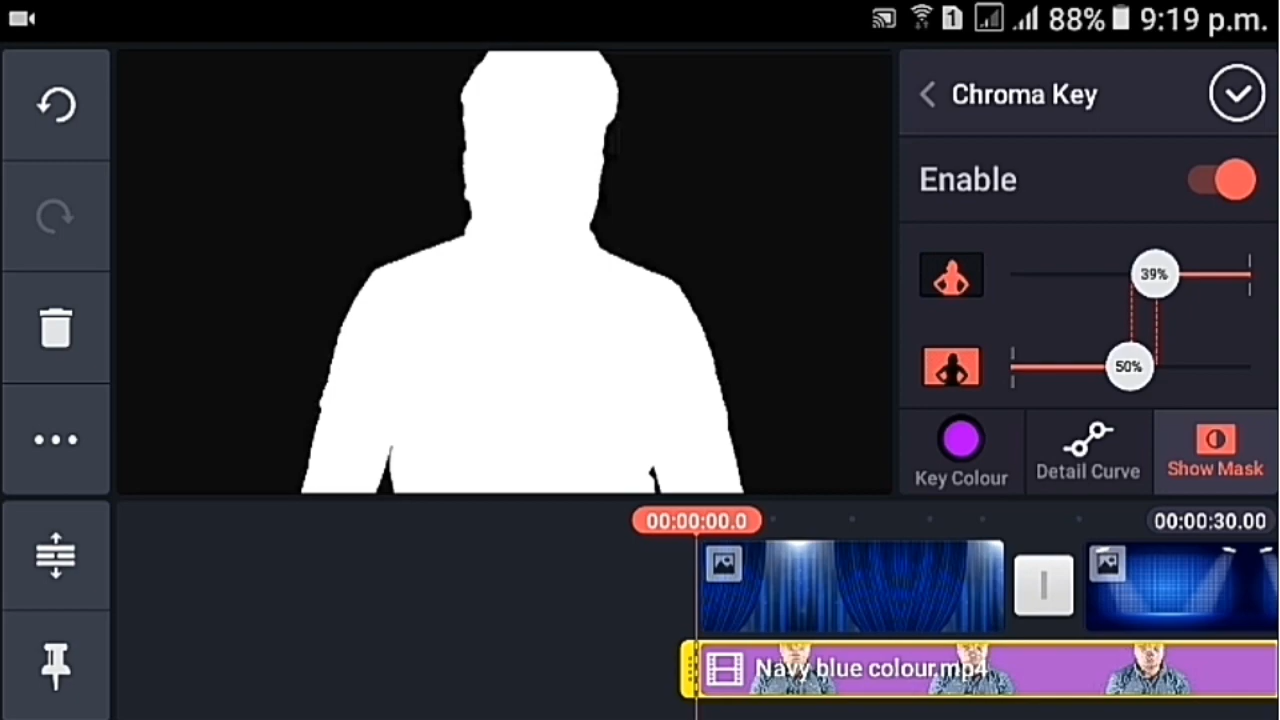 1 88% 9:19 p.m.
Chroma Key
Enable
39%
50%
Key Colour
Detail Curve
Show Mask
00:00:00.0
00:00:30.00
Navy blue colour.mp4